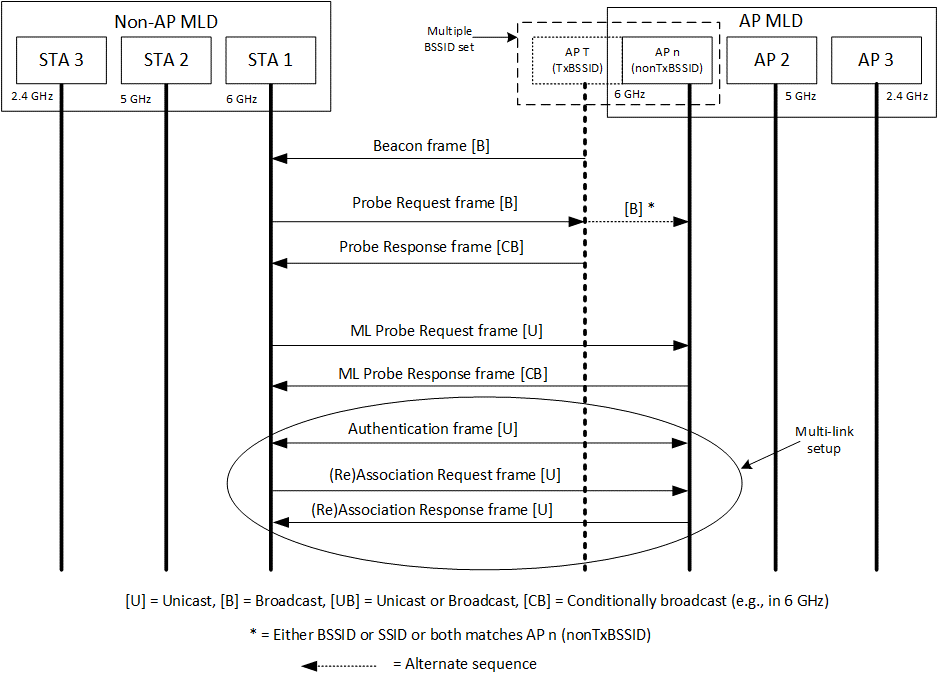 Non-AP MLD
STA 3
STA 2
STA 1
2.4 GHz
5 GHz
6 GHz
Multiple
BSSID set
AP MLD
AP T
(TxBSSID)
AP n
(nonTxBSSID)
AP 2
AP 3
6 GHz
5 GHz
2.4 GHz
Beacon frame [B]
Probe Request frame [B]
[B] *
Probe Response frame [CB]
ML Probe Request frame [U]
ML Probe Response frame [CB]
Authentication frame [U]
Multi-link
setup
(Re)Association Request frame [U]
(Re)Association Response frame [U]
[U] = Unicast, [B] = Broadcast, [UB] = Unicast or Broadcast, [CB] = Conditionally broadcast (e.g., in 6 GHz)
* = Either BSSID or SSID or both matches AP n (nonTxBSSID)
= Alternate sequence